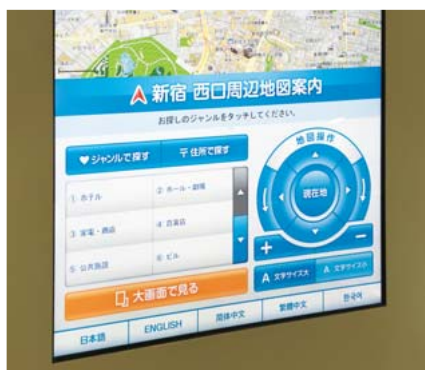 新宿 西口周辺地図案内
お探しのジャンルをタッチしてください。
♥ジャンルで探す
〒住所で探す
地図操作
① ホテル
② ホール・劇場
現在地
③ 家電・商店
④ 百貨店
⑤ 公共施設
⑥ ビル
+
−
大画面で見る
A 文字サイズ大
A 文字サイズ小
日本語
ENGLISH
简体中文
繁體中文
한국어